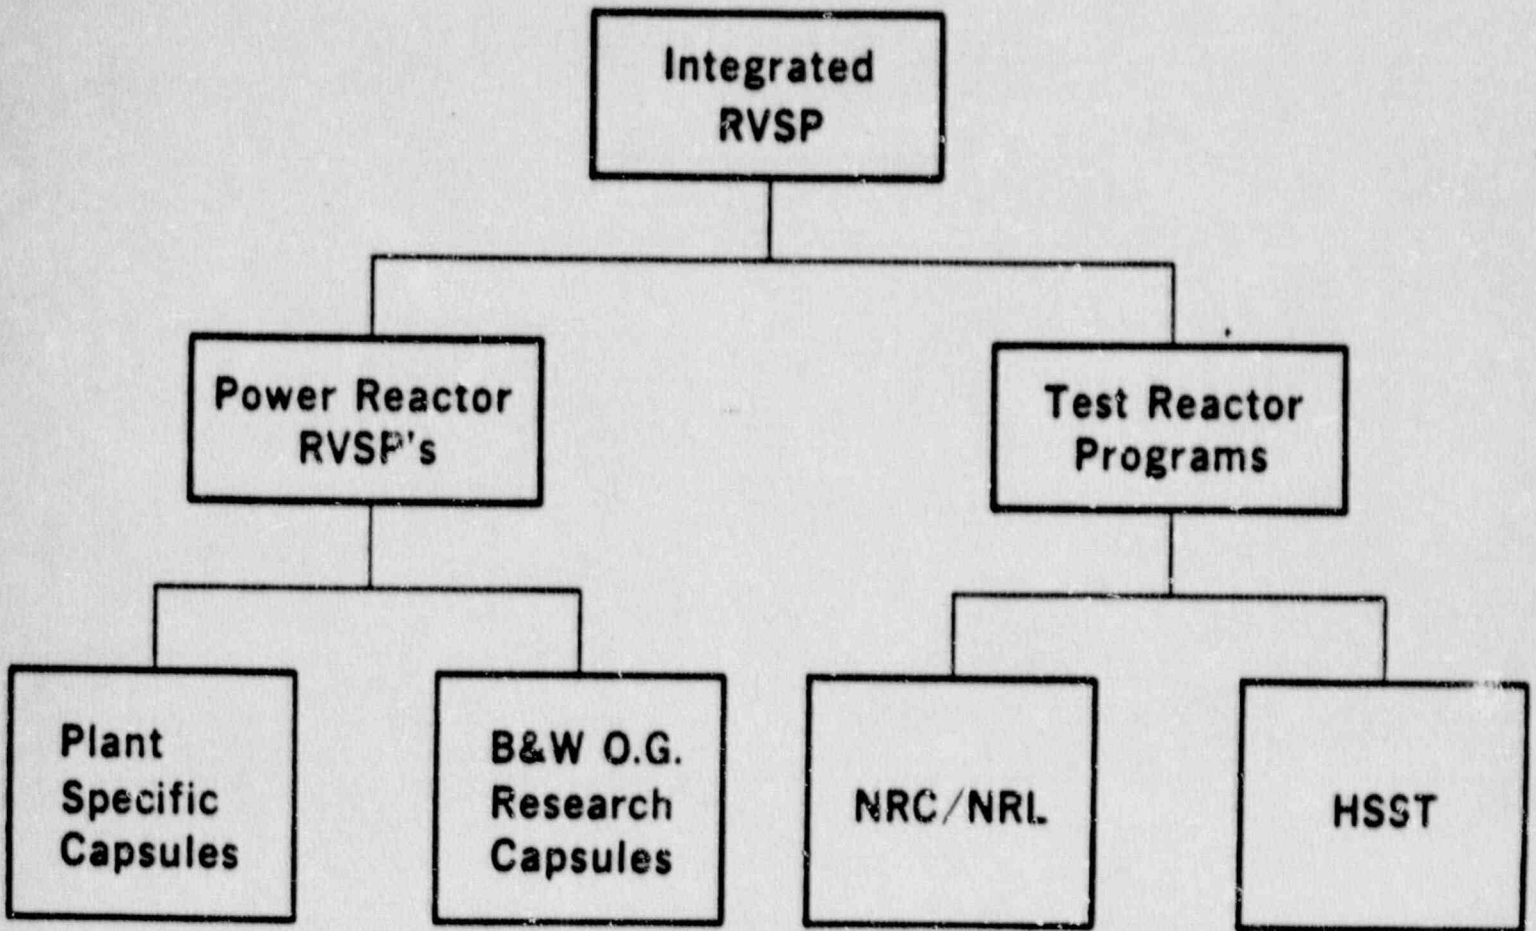 Integrated
RVSP
Power Reactor
RVSP's
Test Reactor
Programs
Plant
Specific
Capsules
B&W O.G.
Research
Capsules
NRC/NRL
HSST